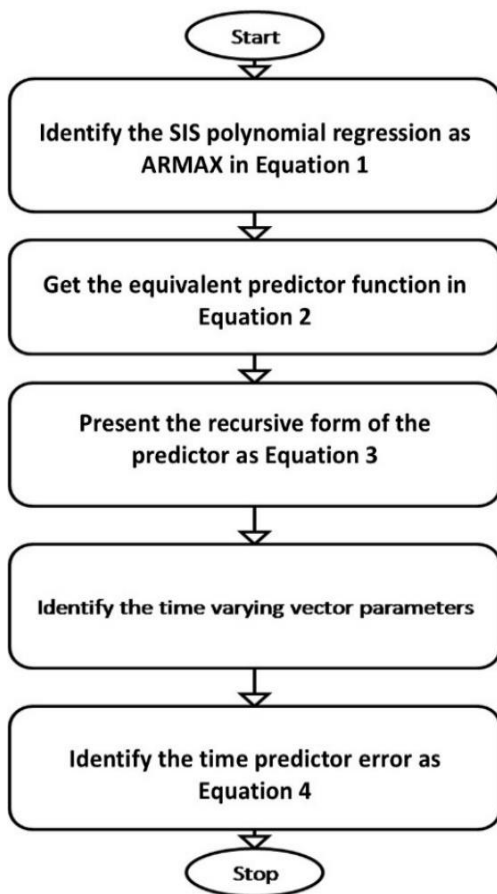 Start
Identify the SIS polynomial regression as
ARMAX in Equation 1
Get the equivalent predictor function in
Equation 2
Present the recursive form of the
predictor as Equation 3
Identify the time varying vector parameters
Identify the time predictor error as
Equation 4
Stop